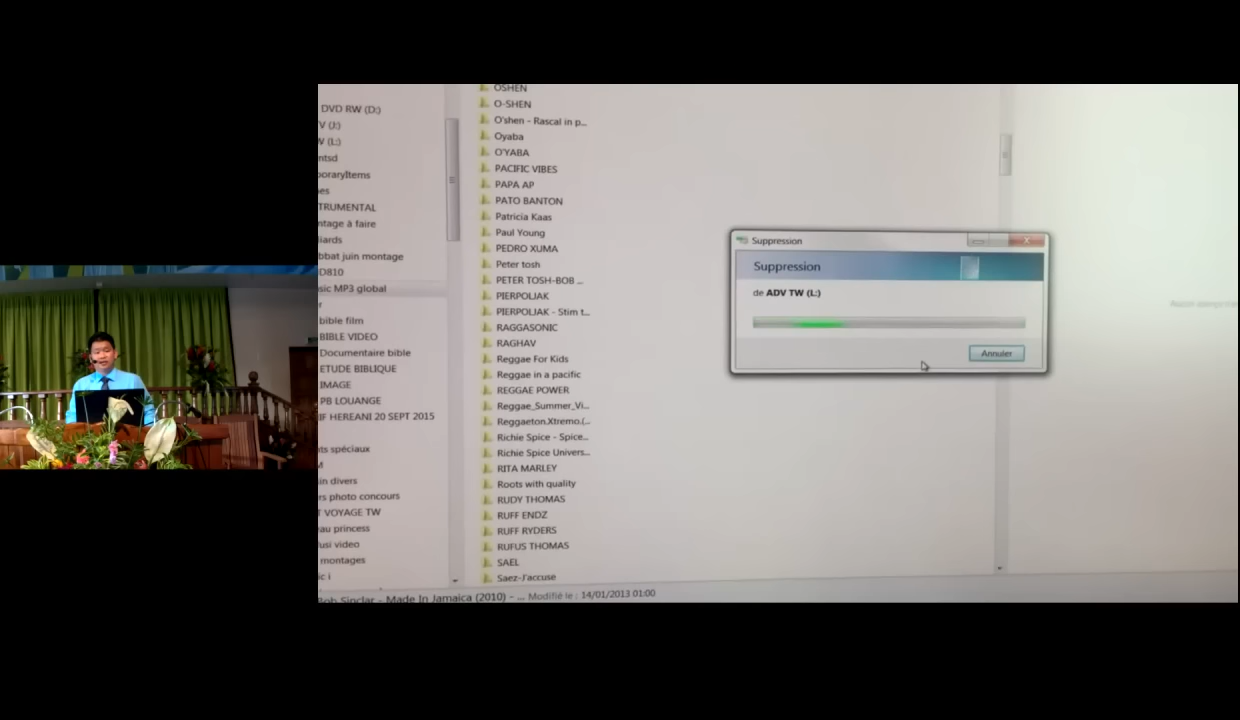 DVD RW (D:)
V (J:)
W (L:)
ntsd
poraryItems
es
TRUMENTAL
ntage à faire
liards
bbat juin montage
D810
sic MP3 global
r
bible film
BIBLE VIDEO
Documentaire bible
ETUDE BIBLIQUE
IMAGE
PB LOUANGE
IF HEREANI 20 SEPT 2015
ts spéciaux
in divers
rs photo concours
T VOYAGE TW
au princess
usi video
montages
ic i
OSHEN
O-SHEN
O'shen - Rascal in p...
Oyaba
O'YABA
PACIFIC VIBES
PAPA AP
PATO BANTON
Patricia Kaas
Paul Young
PEDRO XUMA
Peter tosh
PETER TOSH-BOB ...
PIERPOLJAK
PIERPOLJAK - Stim t...
RAGGASONIC
RAGHAV
Reggae For Kids
Reggae in a pacific
REGGAE POWER
Reggae_Summer_Vi...
Reggaeton.Xtremo.(...
Richie Spice - Spice...
Richie Spice Univers...
RITA MARLEY
Roots with quality
RUDY THOMAS
RUFF ENDZ
RUFF RYDERS
RUFUS THOMAS
SAEL
Saez-J'accuse
Suppression
Suppression
de ADV TW (L:)
Annuler
Bob Sinclar - Made In Jamaica (2010) - ... Modifié le : 14/01/2013 01:00